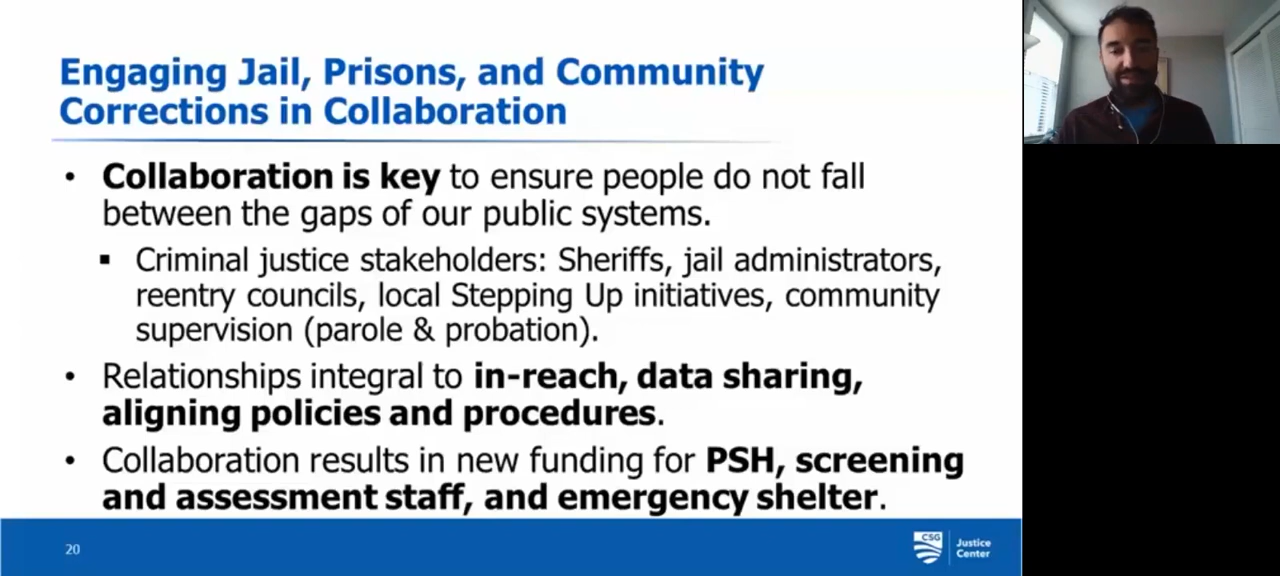 Engaging Jail, Prisons, and Community
Corrections in Collaboration
• Collaboration is key to ensure people do not fall
between the gaps of our public systems.
▪ Criminal justice stakeholders: Sheriffs, jail administrators,
reentry councils, local Stepping Up initiatives, community
supervision (parole & probation).
• Relationships integral to in-reach, data sharing,
aligning policies and procedures.
• Collaboration results in new funding for PSH, screening
and assessment staff, and emergency shelter.
20
CSG
Justice
Center